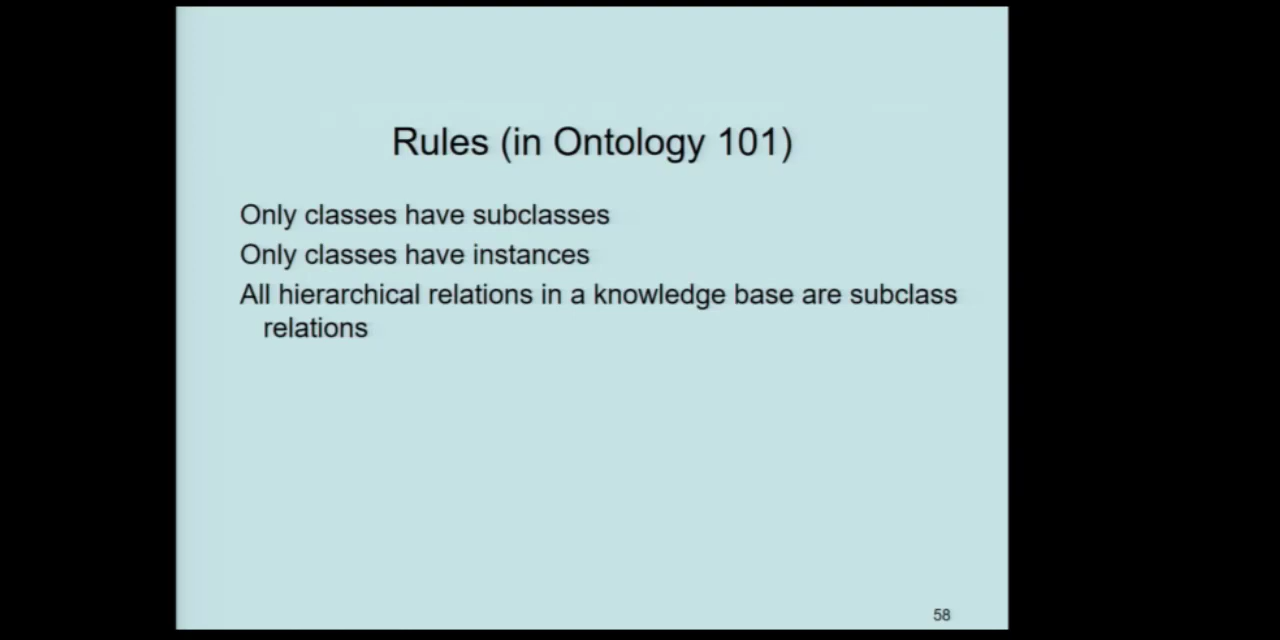 Rules (in Ontology 101)
Only classes have subclasses
Only classes have instances
All hierarchical relations in a knowledge base are subclass
relations
58